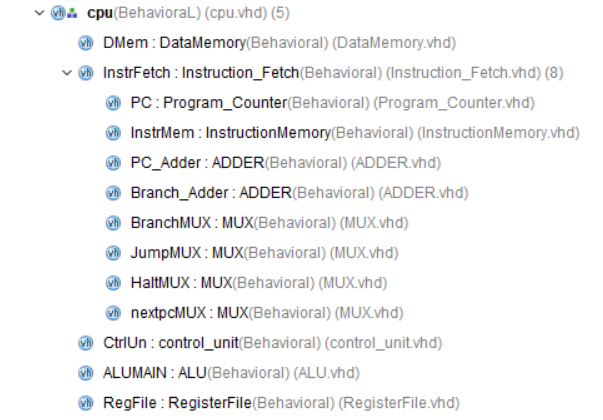 cpu(BehavioraL) (cpu.vhd) (5)
DMem : DataMemory(Behavioral) (DataMemory.vhd)
InstrFetch : Instruction_Fetch(Behavioral) (Instruction_Fetch.vhd) (8)
PC : Program_Counter(Behavioral) (Program_Counter.vhd)
InstrMem : InstructionMemory(Behavioral) (InstructionMemory.vhd)
PC_Adder : ADDER(Behavioral) (ADDER.vhd)
Branch_Adder : ADDER(Behavioral) (ADDER.vhd)
BranchMUX : MUX(Behavioral) (MUX.vhd)
JumpMUX : MUX(Behavioral) (MUX.vhd)
HaltMUX : MUX(Behavioral) (MUX.vhd)
nextpcMUX : MUX(Behavioral) (MUX.vhd)
CtrlUn : control_unit(Behavioral) (control_unit.vhd)
ALUMAIN : ALU(Behavioral) (ALU.vhd)
RegFile : RegisterFile(Behavioral) (RegisterFile.vhd)